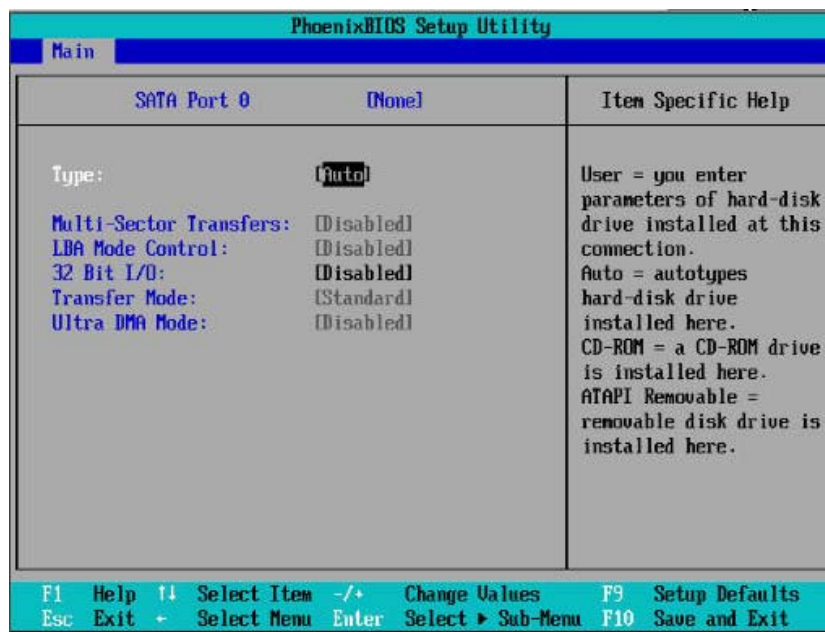 PhoenixBIOS Setup Utility
Main
SATA Port 0 [None]
Item Specific Help
Type: [Auto]
Multi-Sector Transfers: [Disabled]
LBA Mode Control: [Disabled]
32 Bit I/O: [Disabled]
Transfer Mode: [Standard]
Ultra DMA Mode: [Disabled]
User = you enter
parameters of hard-disk
drive installed at this
connection.
Auto = autotypes
hard-disk drive
installed here.
CD-ROM = a CD-ROM drive
is installed here.
ATAPI Removable =
removable disk drive is
installed here.
F1 Help ↑↓ Select Item -/+ Change Values F9 Setup Defaults
Esc Exit ← Select Menu Enter Select ▶ Sub-Menu F10 Save and Exit